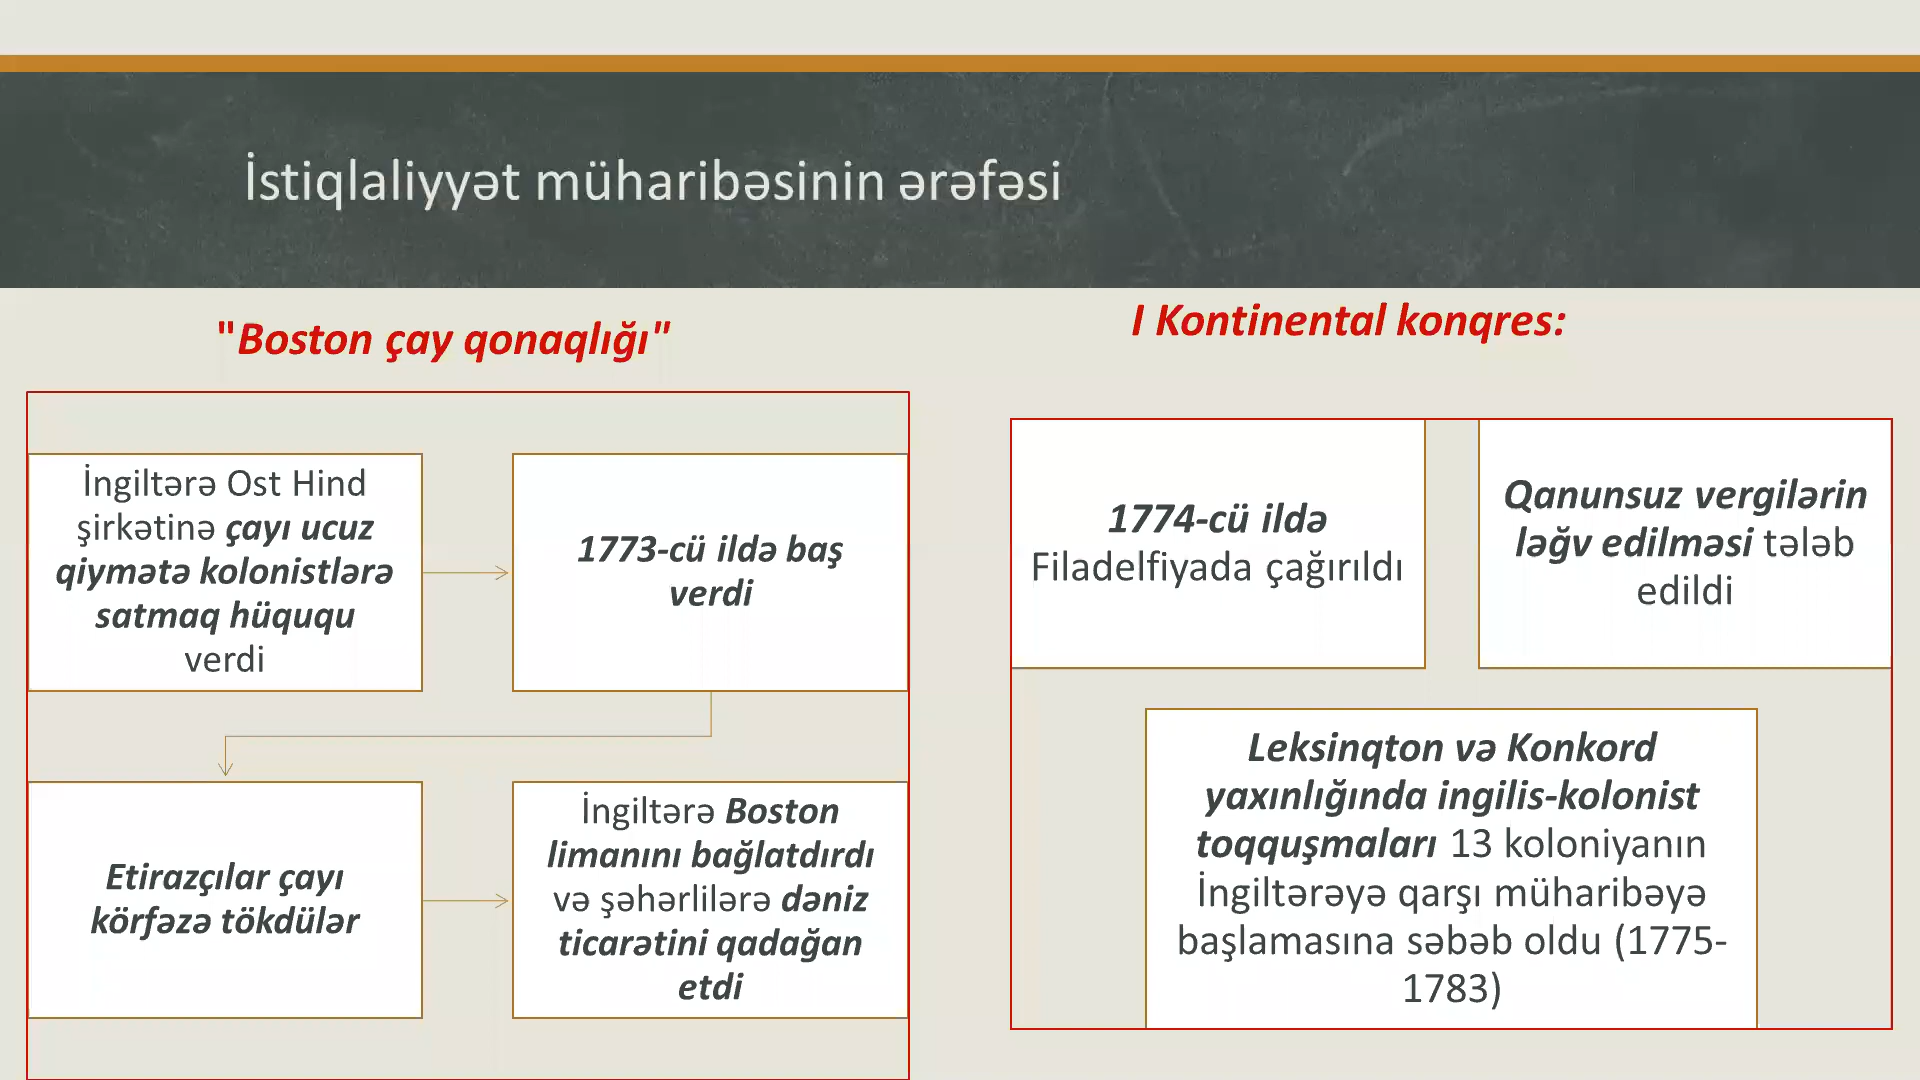 İstiqlaliyyət müharibəsinin ərəfəsi
"Boston çay qonaqlığı"
İngiltərə Ost Hind
şirkətinə çayı ucuz
qiymətə kolonistlərə
satmaq hüququ
verdi
1773-cü ildə baş
verdi
Etirazçılar çayı
körfəzə tökdülər
İngiltərə Boston
limanını bağlatdırdı
və şəhərlilərə dəniz
ticarətini qadağan
etdi
I Kontinental konqres:
1774-cü ildə
Filadelfiyada çağırıldı
Qanunsuz vergilərin
ləğv edilməsi tələb
edildi
Leksinqton və Konkord
yaxınlığında ingilis-kolonist
toqquşmaları 13 koloniyanın
İngiltərəyə qarşı müharibəyə
başlamasına səbəb oldu (1775-
1783)